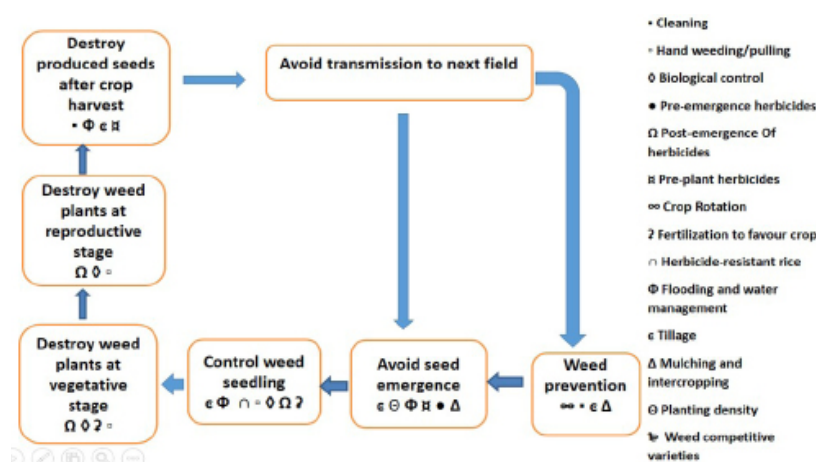 Destroy
produced seeds
after crop
harvest
• Φ ϵ ¤
Avoid transmission to next field
Destroy weed
plants at
reproductive
stage
Ω ◊ ▫
Destroy weed
plants at
vegetative
stage
Ω ◊ ʔ ▫
Control weed
seedling
ϵ Φ ∩ ▫ ◊ Ω ʔ
Avoid seed
emergence
ϵ Θ Φ ¤ ● Δ
Weed
prevention
∞ • ϵ Δ
• Cleaning
▫ Hand weeding/pulling
◊ Biological control
● Pre-emergence herbicides
Ω Post-emergence Of
herbicides
¤ Pre-plant herbicides
∞ Crop Rotation
ʔ Fertilization to favour crop
∩ Herbicide-resistant rice
Φ Flooding and water
management
ϵ Tillage
Δ Mulching and
intercropping
Θ Planting density
Weed competitive
varieties